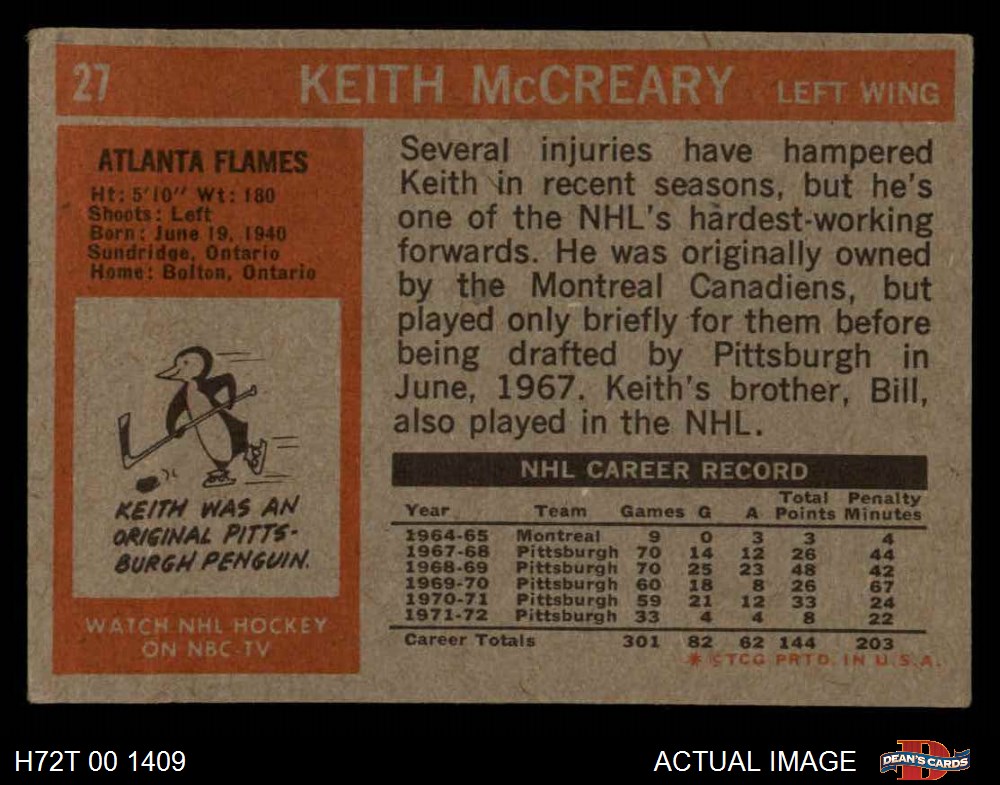 27 KEITH McCREARY LEFT WING
ATLANTA FLAMES
Ht: 5'10" Wt: 180
Shoots: Left
Born: June 19, 1940
Sundridge, Ontario
Home: Bolton, Ontario
KEITH WAS AN
ORIGINAL PITTS-
BURGH PENGUIN.
WATCH NHL HOCKEY
ON NBC-TV
Several injuries have hampered
Keith in recent seasons, but he's
one of the NHL's hardest-working
forwards. He was originally owned
by the Montreal Canadiens, but
played only briefly for them before
being drafted by Pittsburgh in
June, 1967. Keith's brother, Bill,
also played in the NHL.
NHL CAREER RECORD
Year Team Games G A Total Points Penalty Minutes
1964-65 Montreal 9 0 3 3 4
1967-68 Pittsburgh 70 14 12 26 44
1968-69 Pittsburgh 70 25 23 48 42
1969-70 Pittsburgh 60 18 8 26 67
1970-71 Pittsburgh 59 21 12 33 24
1971-72 Pittsburgh 33 4 4 8 22
Career Totals 301 82 62 144 203
* © TCG PRTD. IN U.S.A.
H72T 00 1409 ACTUAL IMAGE DEAN'S CARDS